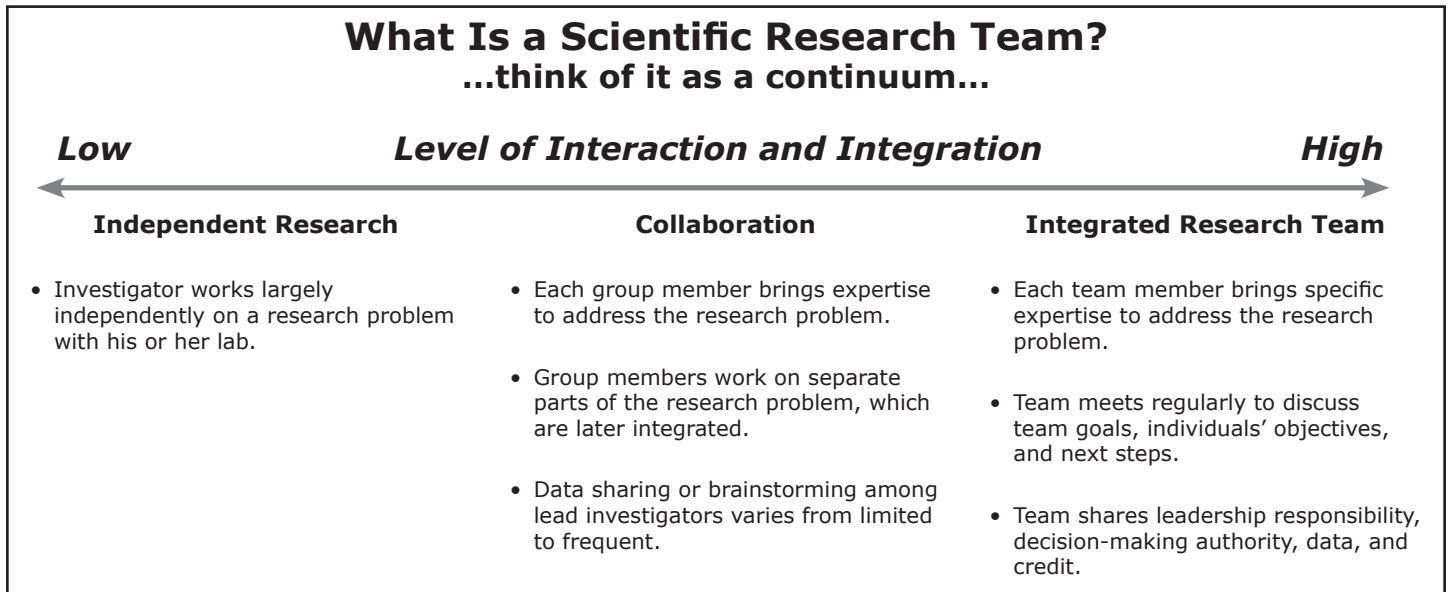 What Is a Scientific Research Team?
...think of it as a continuum...
Low Level of Interaction and Integration High
Independent Research
• Investigator works largely
independently on a research problem
with his or her lab.
Collaboration
• Each group member brings expertise
to address the research problem.
• Group members work on separate
parts of the research problem, which
are later integrated.
• Data sharing or brainstorming among
lead investigators varies from limited
to frequent.
Integrated Research Team
• Each team member brings specific
expertise to address the research
problem.
• Team meets regularly to discuss
team goals, individuals’ objectives,
and next steps.
• Team shares leadership responsibility,
decision-making authority, data, and
credit.